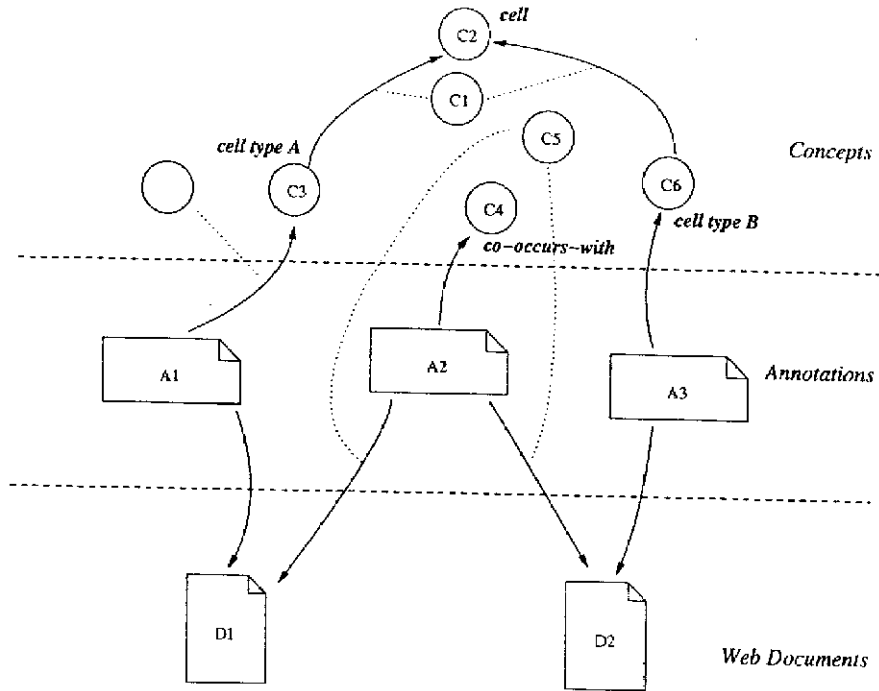 cell
C2
C1
C5
Concepts
cell type A
C3
C4
C6
cell type B
co-occurs-with
A1
A2
A3
Annotations
D1
D2
Web Documents